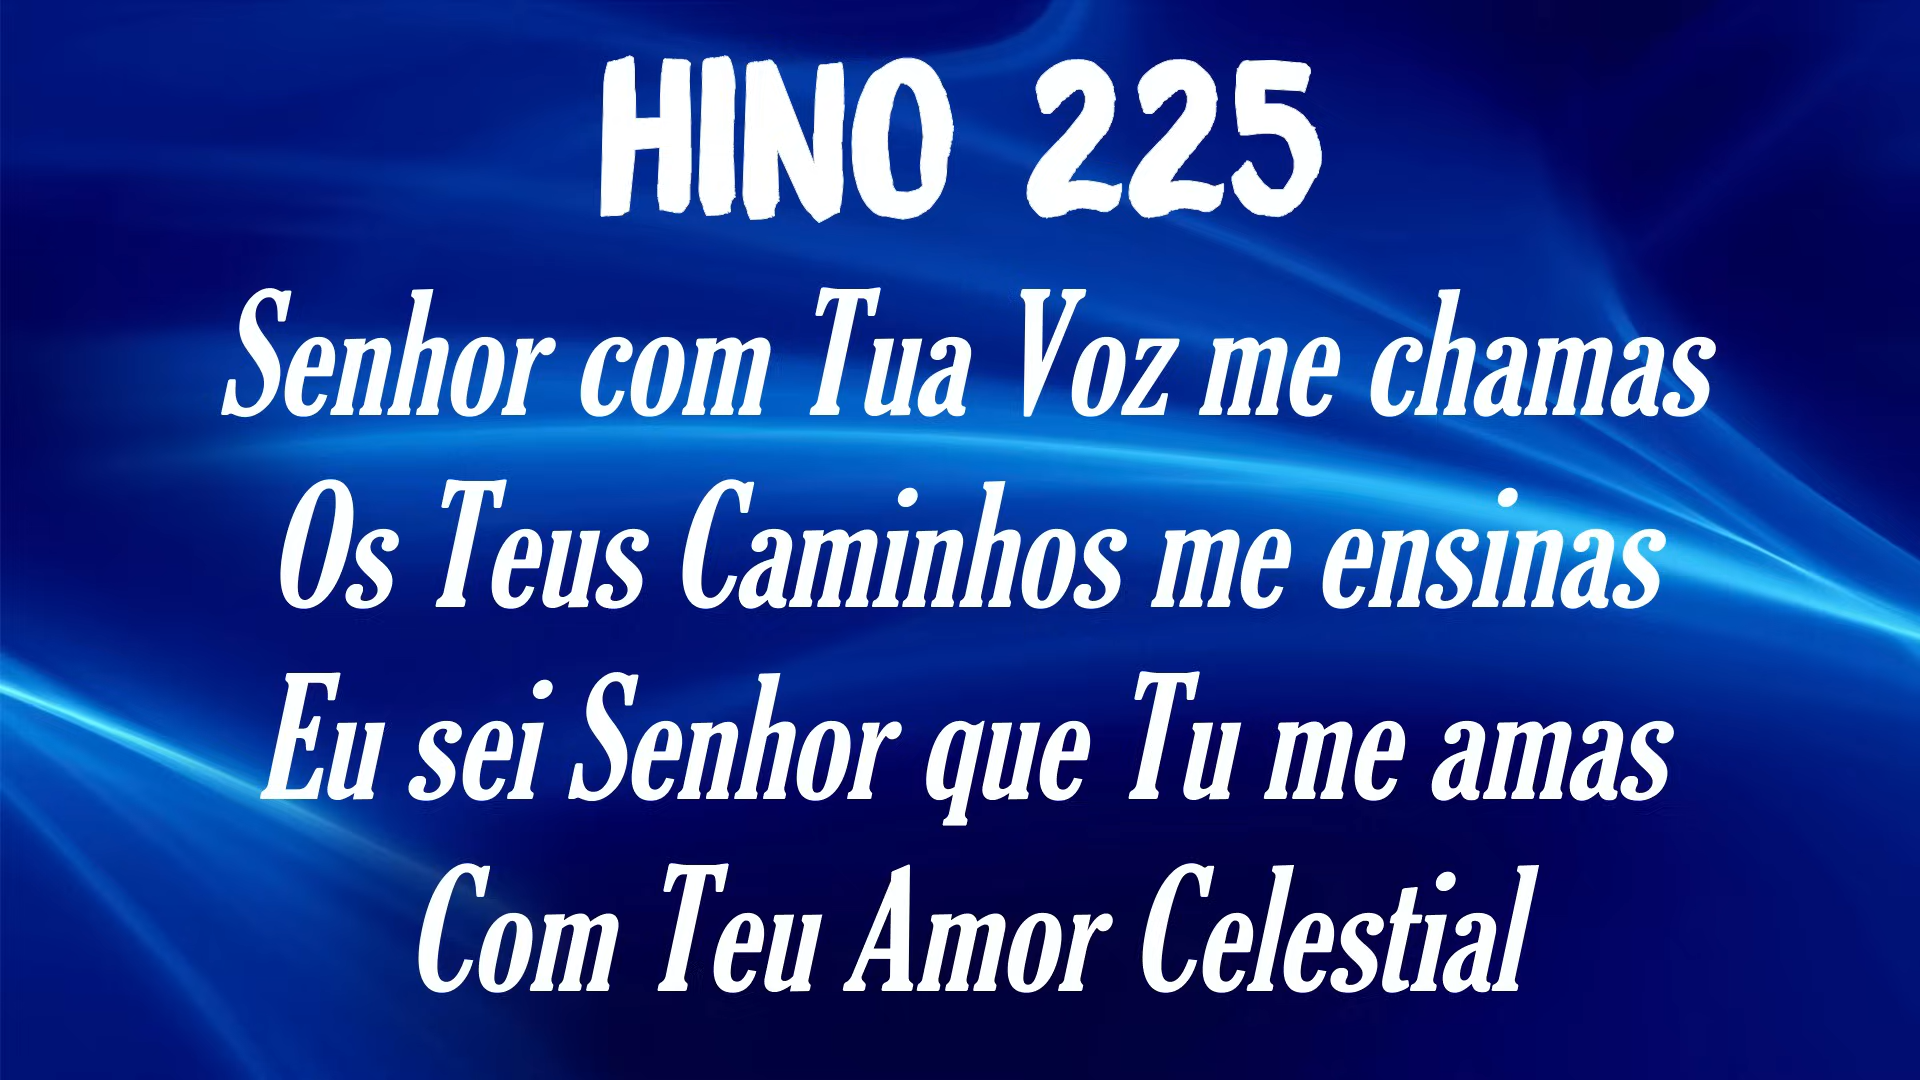 HINO 225
Senhor com Tua Voz me chamas
Os Teus Caminhos me ensinas
Eu sei Senhor que Tu me amas
Com Teu Amor Celestial